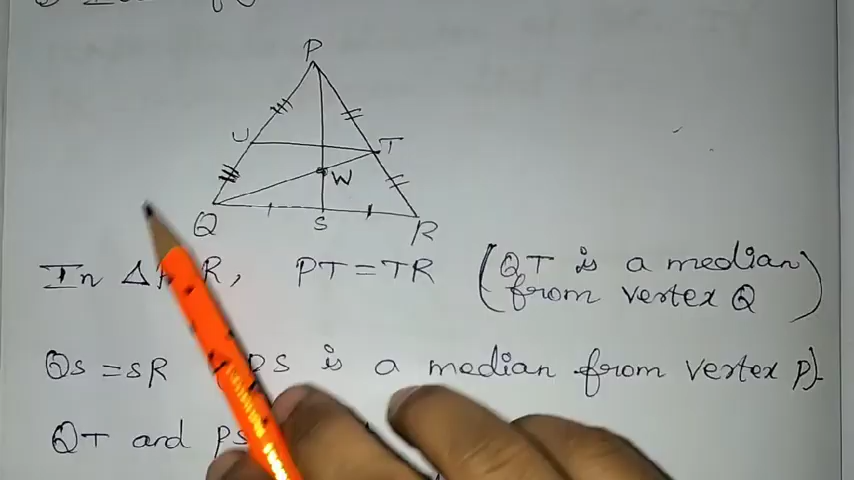 P
U
T
W
Q
S
R
In Δ R, PT = TR (QT is a median
from vertex Q)
QS = SR PS is a median from vertex P)
QT and PS